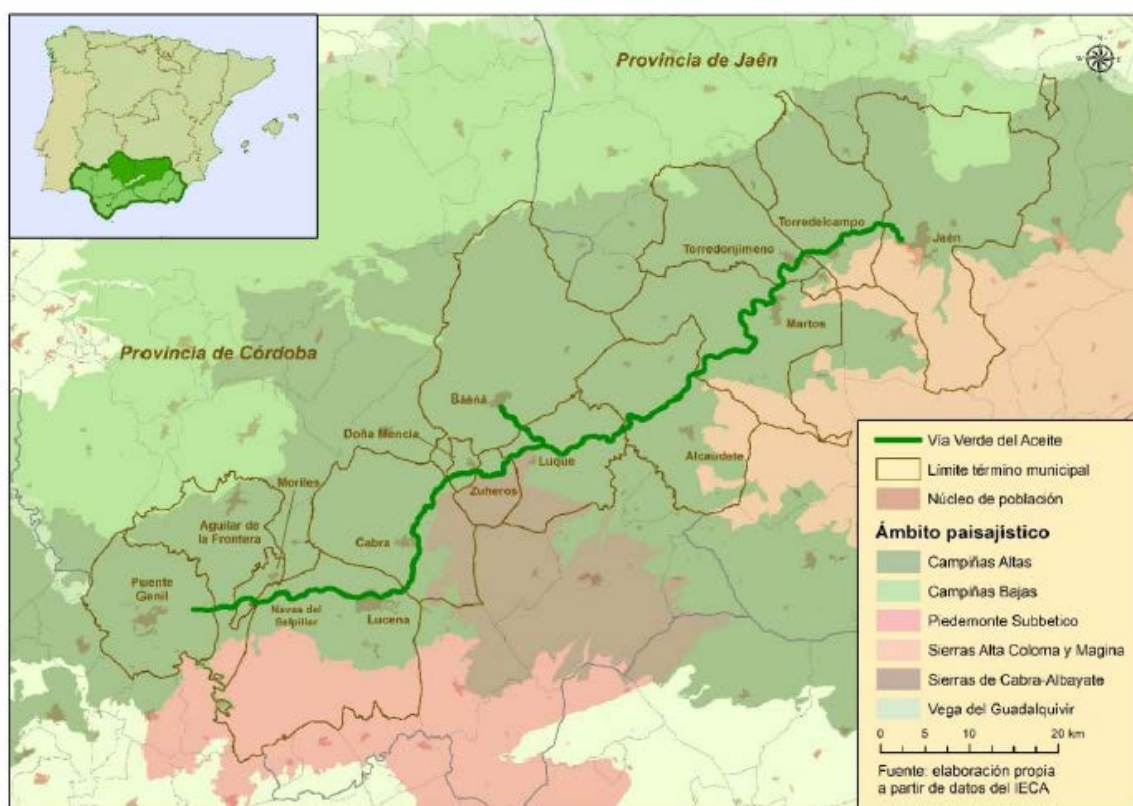 Provincia de Jaén
Torredelcampo
Jaén
Torredonjimeno
Martos
Provincia de Córdoba
Baena
Doña Mencia
Luque
Alcaudete
Moriles
Zuheros
Aguilar de
la Frontera
Cabra
Puente
Genil
Navas del
Selpillar
Lucena
Vía Verde del Aceite
Límite término municipal
Núcleo de población
Ámbito paisajístico
Campiñas Altas
Campiñas Bajas
Piedemonte Subbetico
Sierras Alta Coloma y Magina
Sierras de Cabra-Albayate
Vega del Guadalquivir
0 5 10 20 km
Fuente: elaboración propia
a partir de datos del IECA